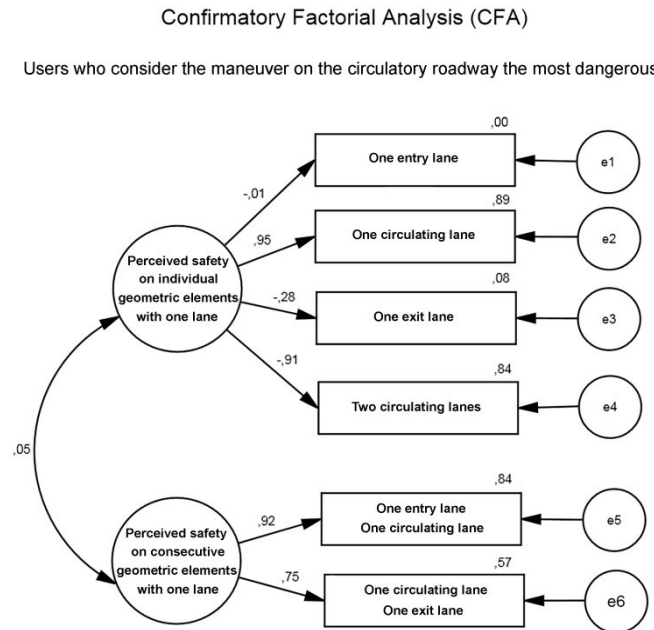 Confirmatory Factorial Analysis (CFA)
Users who consider the maneuver on the circulatory roadway the most dangerous
,00
One entry lane
e1
-,01
,89
One circulating lane
e2
,95
Perceived safety
on individual
geometric elements
with one lane
,08
One exit lane
e3
-,28
-,91
,84
Two circulating lanes
e4
,05
,84
One entry lane
One circulating lane
e5
,92
Perceived safety
on consecutive
geometric elements
with one lane
,57
,75
One circulating lane
One exit lane
e6